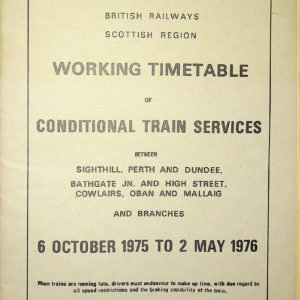 BRITISH RAILWAYS
SCOTTISH REGION
WORKING TIMETABLE
OF
CONDITIONAL TRAIN SERVICES
BETWEEN
SIGHTHILL, PERTH AND DUNDEE,
BATHGATE JN. AND HIGH STREET,
COWLAIRS, OBAN AND MALLAIG
AND BRANCHES
6 OCTOBER 1975 TO 2 MAY 1976
When trains are running late, drivers must endeavour to make up time, with due regard to
all speed restrictions and the braking capability of the train.